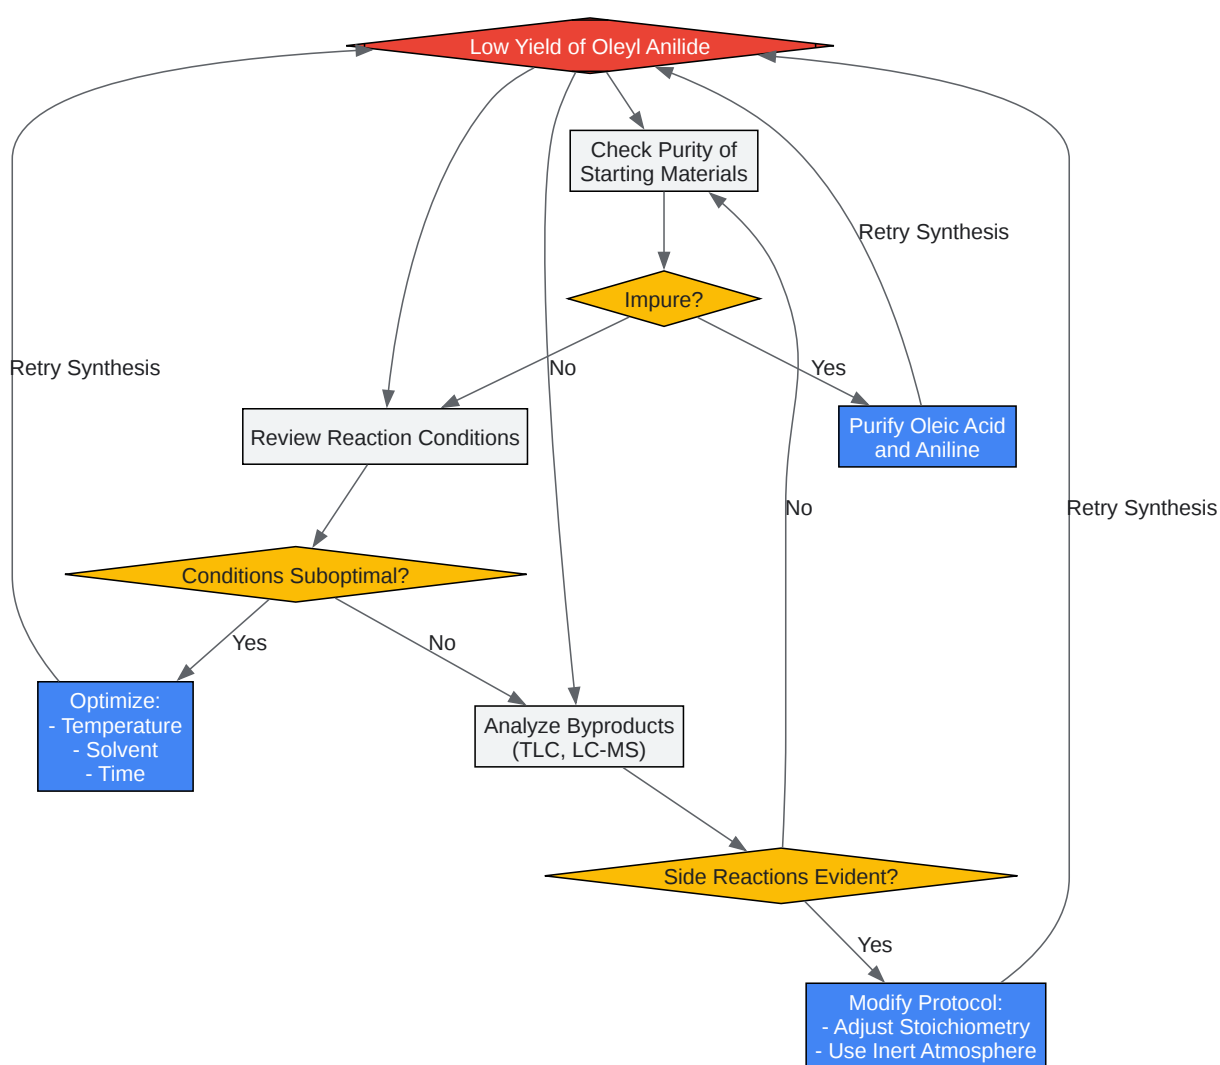 Low Yield of Oleyl Anilide
Check Purity of
Starting Materials
Retry Synthesis
Impure?
Retry Synthesis
No
Yes
Purify Oleic Acid
and Aniline
Review Reaction Conditions
No
Retry Synthesis
Conditions Suboptimal?
Yes
No
Optimize:
- Temperature
- Solvent
- Time
Analyze Byproducts
(TLC, LC-MS)
Side Reactions Evident?
Yes
Modify Protocol:
- Adjust Stoichiometry
- Use Inert Atmosphere